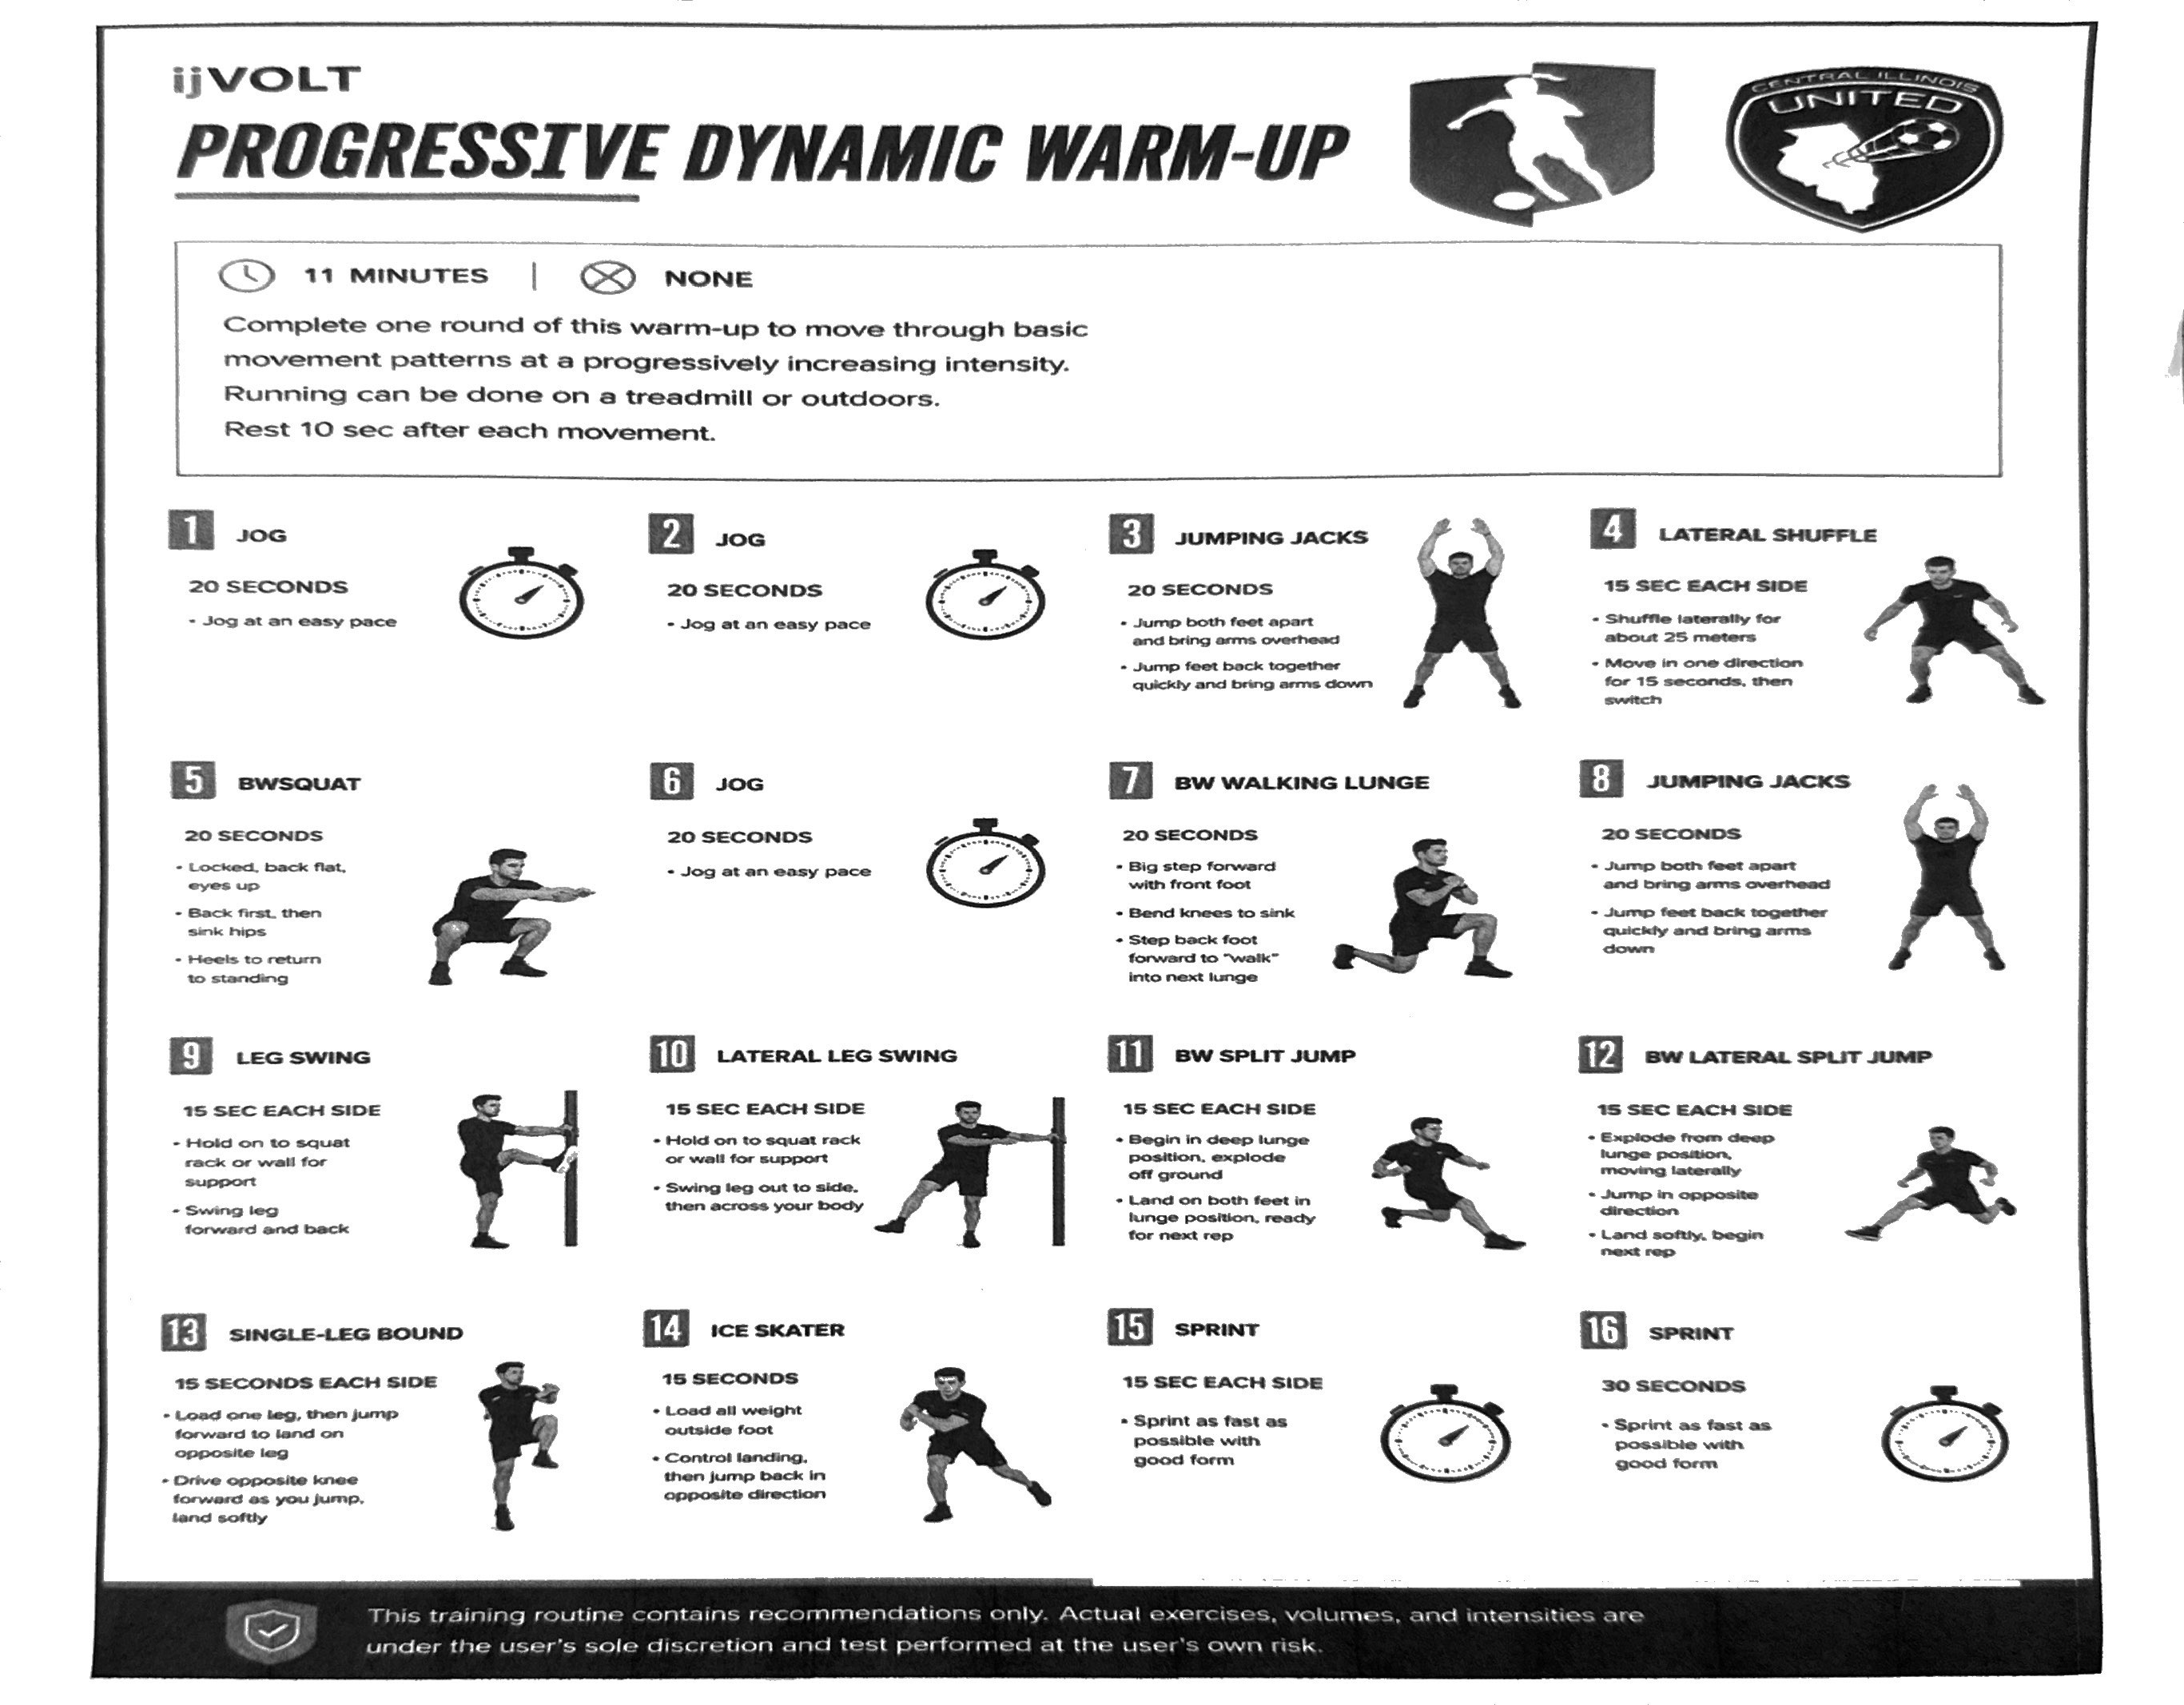 ijVOLT
PROGRESSIVE DYNAMIC WARM-UP
CENTRAL ILLINOIS
UNITED
11 MINUTES | NONE
Complete one round of this warm-up to move through basic
movement patterns at a progressively increasing intensity.
Running can be done on a treadmill or outdoors.
Rest 10 sec after each movement.
1 JOG
20 SECONDS
• Jog at an easy pace
2 JOG
20 SECONDS
• Jog at an easy pace
3 JUMPING JACKS
20 SECONDS
• Jump both feet apart
and bring arms overhead
• Jump feet back together
quickly and bring arms down
4 LATERAL SHUFFLE
15 SEC EACH SIDE
• Shuffle laterally for
about 25 meters
• Move in one direction
for 15 seconds, then
switch
5 BWSQUAT
20 SECONDS
• Locked, back flat,
eyes up
• Back first, then
sink hips
• Heels to return
to standing
6 JOG
20 SECONDS
• Jog at an easy pace
7 BW WALKING LUNGE
20 SECONDS
• Big step forward
with front foot
• Bend knees to sink
• Step back foot
forward to "walk"
into next lunge
8 JUMPING JACKS
20 SECONDS
• Jump both feet apart
and bring arms overhead
• Jump feet back together
quickly and bring arms
down
9 LEG SWING
15 SEC EACH SIDE
• Hold on to squat
rack or wall for
support
• Swing leg
forward and back
10 LATERAL LEG SWING
15 SEC EACH SIDE
• Hold on to squat rack
or wall for support
• Swing leg out to side,
then across your body
11 BW SPLIT JUMP
15 SEC EACH SIDE
• Begin in deep lunge
position, explode
off ground
• Land on both feet in
lunge position, ready
for next rep
12 BW LATERAL SPLIT JUMP
15 SEC EACH SIDE
• Explode from deep
lunge position,
moving laterally
• Jump in opposite
direction
• Land softly, begin
next rep
13 SINGLE-LEG BOUND
15 SECONDS EACH SIDE
• Load one leg, then jump
forward to land on
opposite leg
• Drive opposite knee
forward as you jump,
land softly
14 ICE SKATER
15 SECONDS
• Load all weight
outside foot
• Control landing,
then jump back in
opposite direction
15 SPRINT
15 SEC EACH SIDE
• Sprint as fast as
possible with
good form
16 SPRINT
30 SECONDS
• Sprint as fast as
possible with
good form
This training routine contains recommendations only. Actual exercises, volumes, and intensities are
under the user's sole discretion and test performed at the user's own risk.